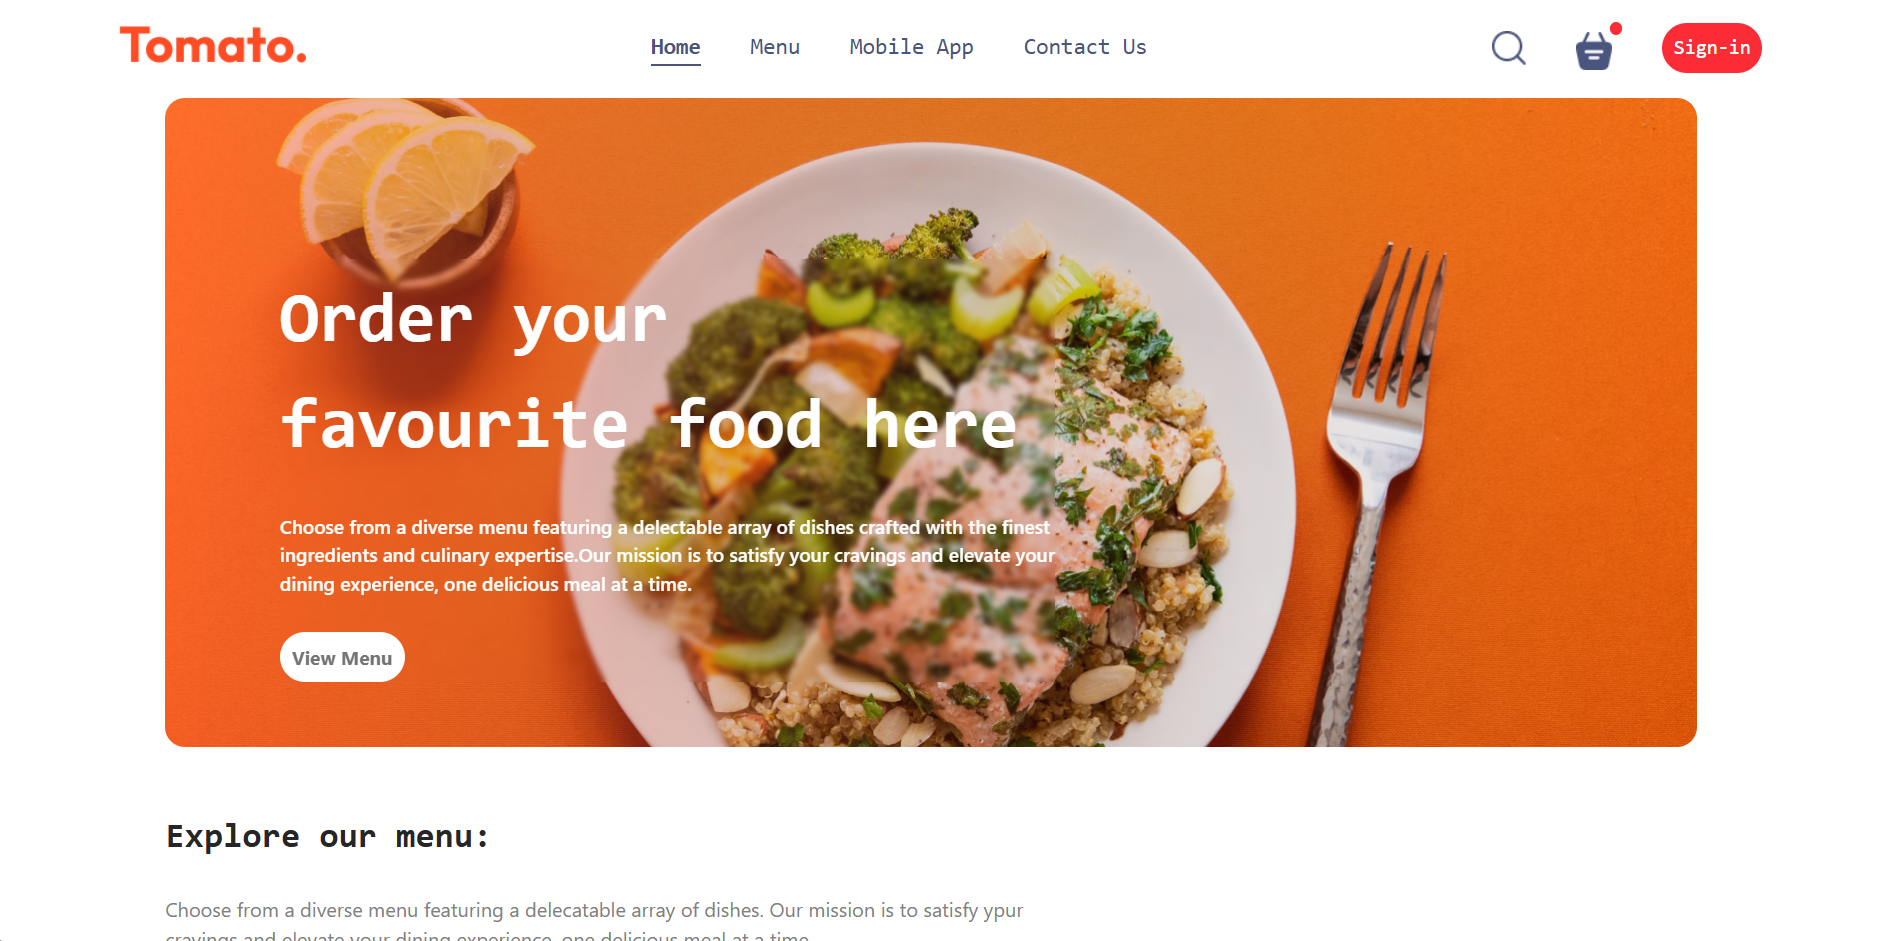 Tomato.
Home Menu Mobile App Contact Us
Sign-in
Order your
favourite food here
Choose from a diverse menu featuring a delectable array of dishes crafted with the finest
ingredients and culinary expertise.Our mission is to satisfy your cravings and elevate your
dining experience, one delicious meal at a time.
View Menu
Explore our menu:
Choose from a diverse menu featuring a delecatable array of dishes. Our mission is to satisfy ypur
cravings and elevate your dining experience, one delicious meal at a time.